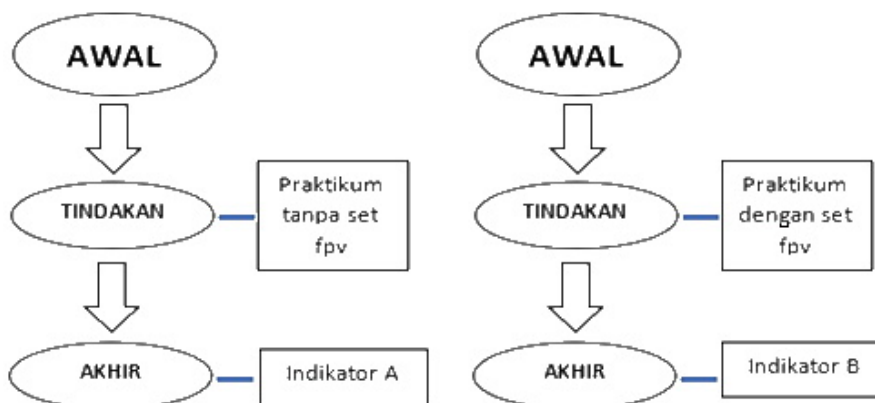 AWAL
TINDAKAN
Praktikum
tanpa set
fpv
AKHIR
Indikator A
AWAL
TINDAKAN
Praktikum
dengan set
fpv
AKHIR
Indikator B